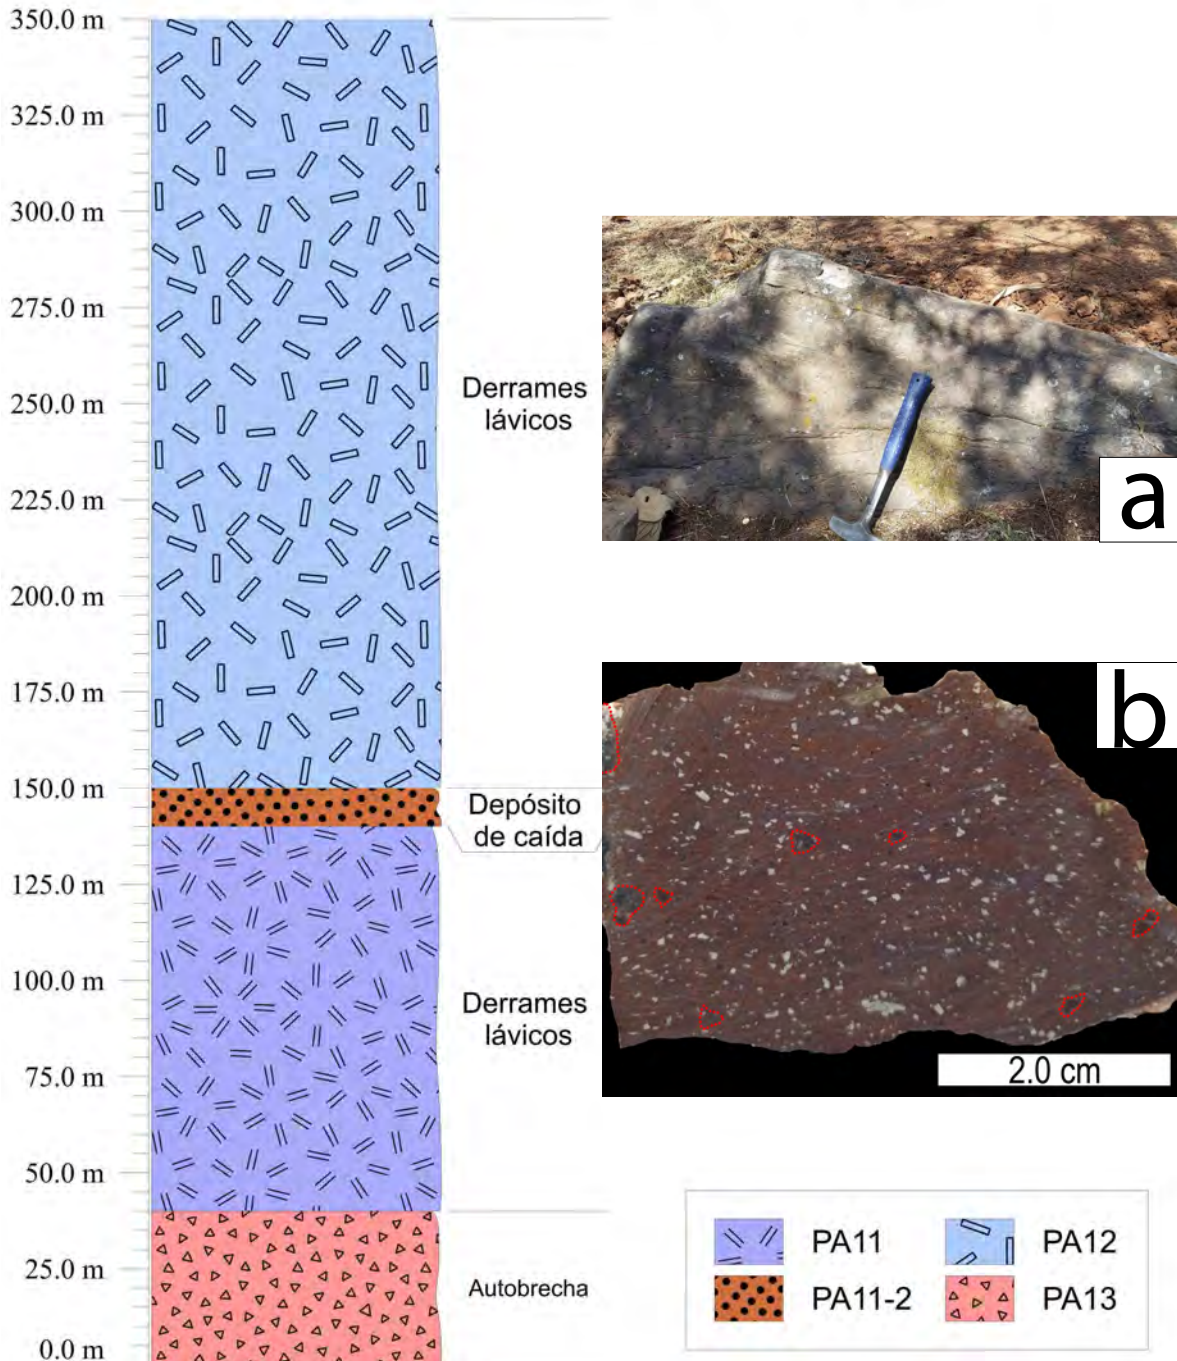 350.0 m
325.0 m
300.0 m
275.0 m
250.0 m
225.0 m
200.0 m
175.0 m
150.0 m
125.0 m
100.0 m
75.0 m
50.0 m
25.0 m
0.0 m
Derrames
lávicos
Depósito
de caída
Derrames
lávicos
Autobrecha
a
b
2.0 cm
PA11
PA12
PA11-2
PA13